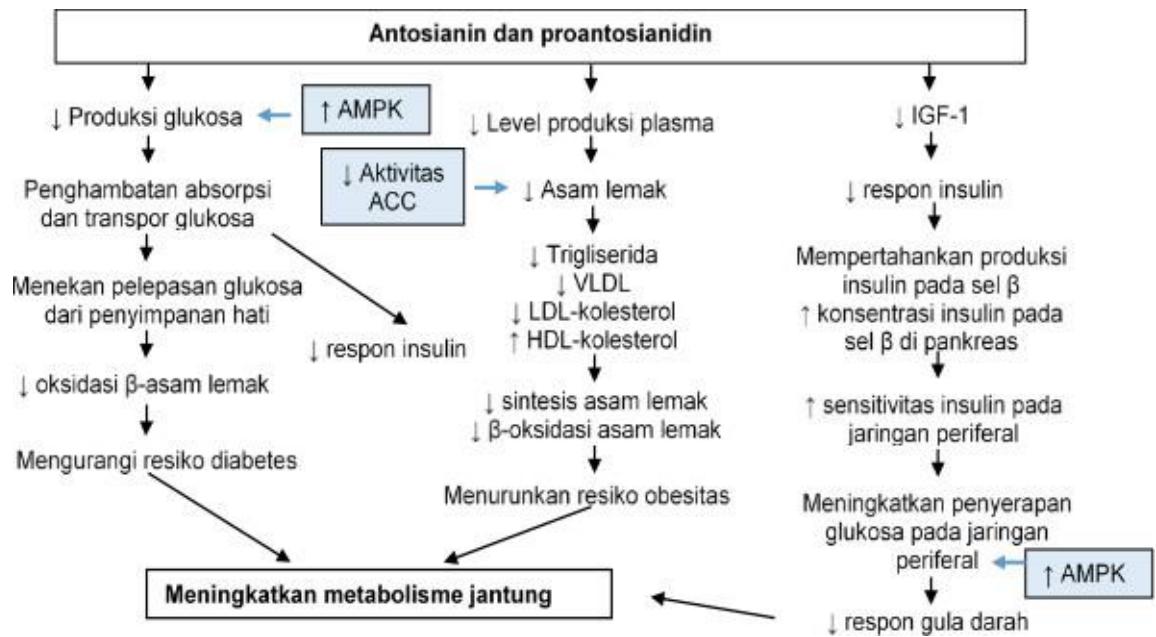 Antosianin dan proantosianidin
↓ Produksi glukosa
↑ AMPK
Penghambatan absorpsi
dan transpor glukosa
Menekan pelepasan glukosa
dari penyimpanan hati
↓ respon insulin
↓ oksidasi β-asam lemak
Mengurangi resiko diabetes
↓ Level produksi plasma
↓ Aktivitas
ACC
↓ Asam lemak
↓ Trigliserida
↓ VLDL
↓ LDL-kolesterol
↑ HDL-kolesterol
↓ sintesis asam lemak
↓ β-oksidasi asam lemak
Menurunkan resiko obesitas
↓ IGF-1
↓ respon insulin
Mempertahankan produksi
insulin pada sel β
↑ konsentrasi insulin pada
sel β di pankreas
↑ sensitivitas insulin pada
jaringan periferal
Meningkatkan penyerapan
glukosa pada jaringan
periferal
↑ AMPK
↓ respon gula darah
Meningkatkan metabolisme jantung